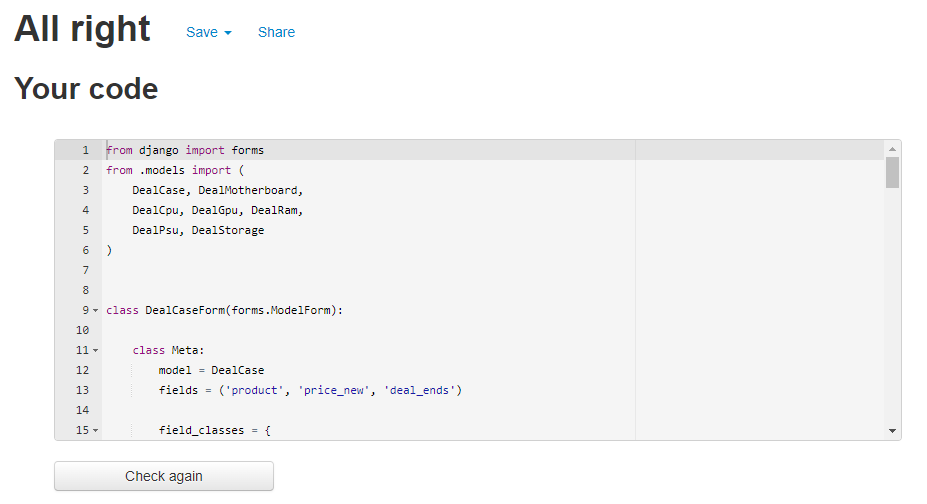 All right Save Share
Your code
1 from django import forms
2 from .models import (
3 DealCase, DealMotherboard,
4 DealCpu, DealGpu, DealRam,
5 DealPsu, DealStorage
6 )
7
8
9 class DealCaseForm(forms.ModelForm):
10
11 class Meta:
12 model = DealCase
13 fields = ('product', 'price_new', 'deal_ends')
14
15 field_classes = {
Check again